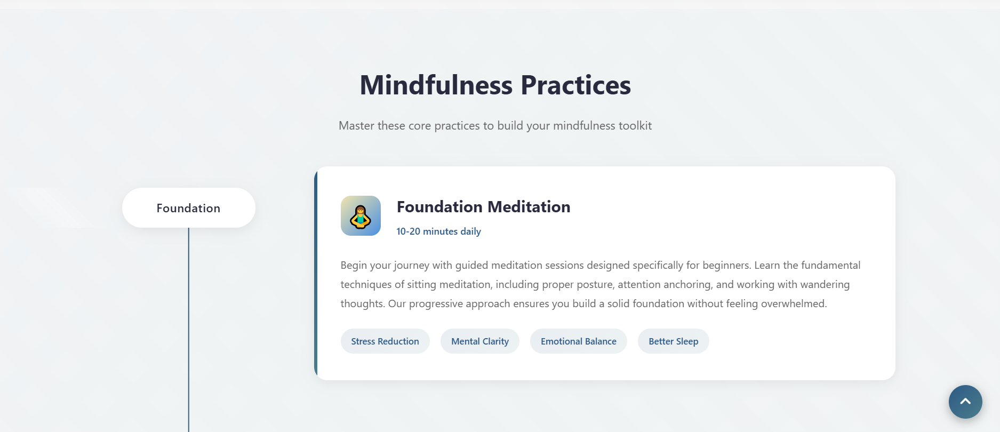 Mindfulness Practices
Master these core practices to build your mindfulness toolkit
Foundation
Foundation Meditation
10-20 minutes daily
Begin your journey with guided meditation sessions designed specifically for beginners. Learn the fundamental
techniques of sitting meditation, including proper posture, attention anchoring, and working with wandering
thoughts. Our progressive approach ensures you build a solid foundation without feeling overwhelmed.
Stress Reduction
Mental Clarity
Emotional Balance
Better Sleep